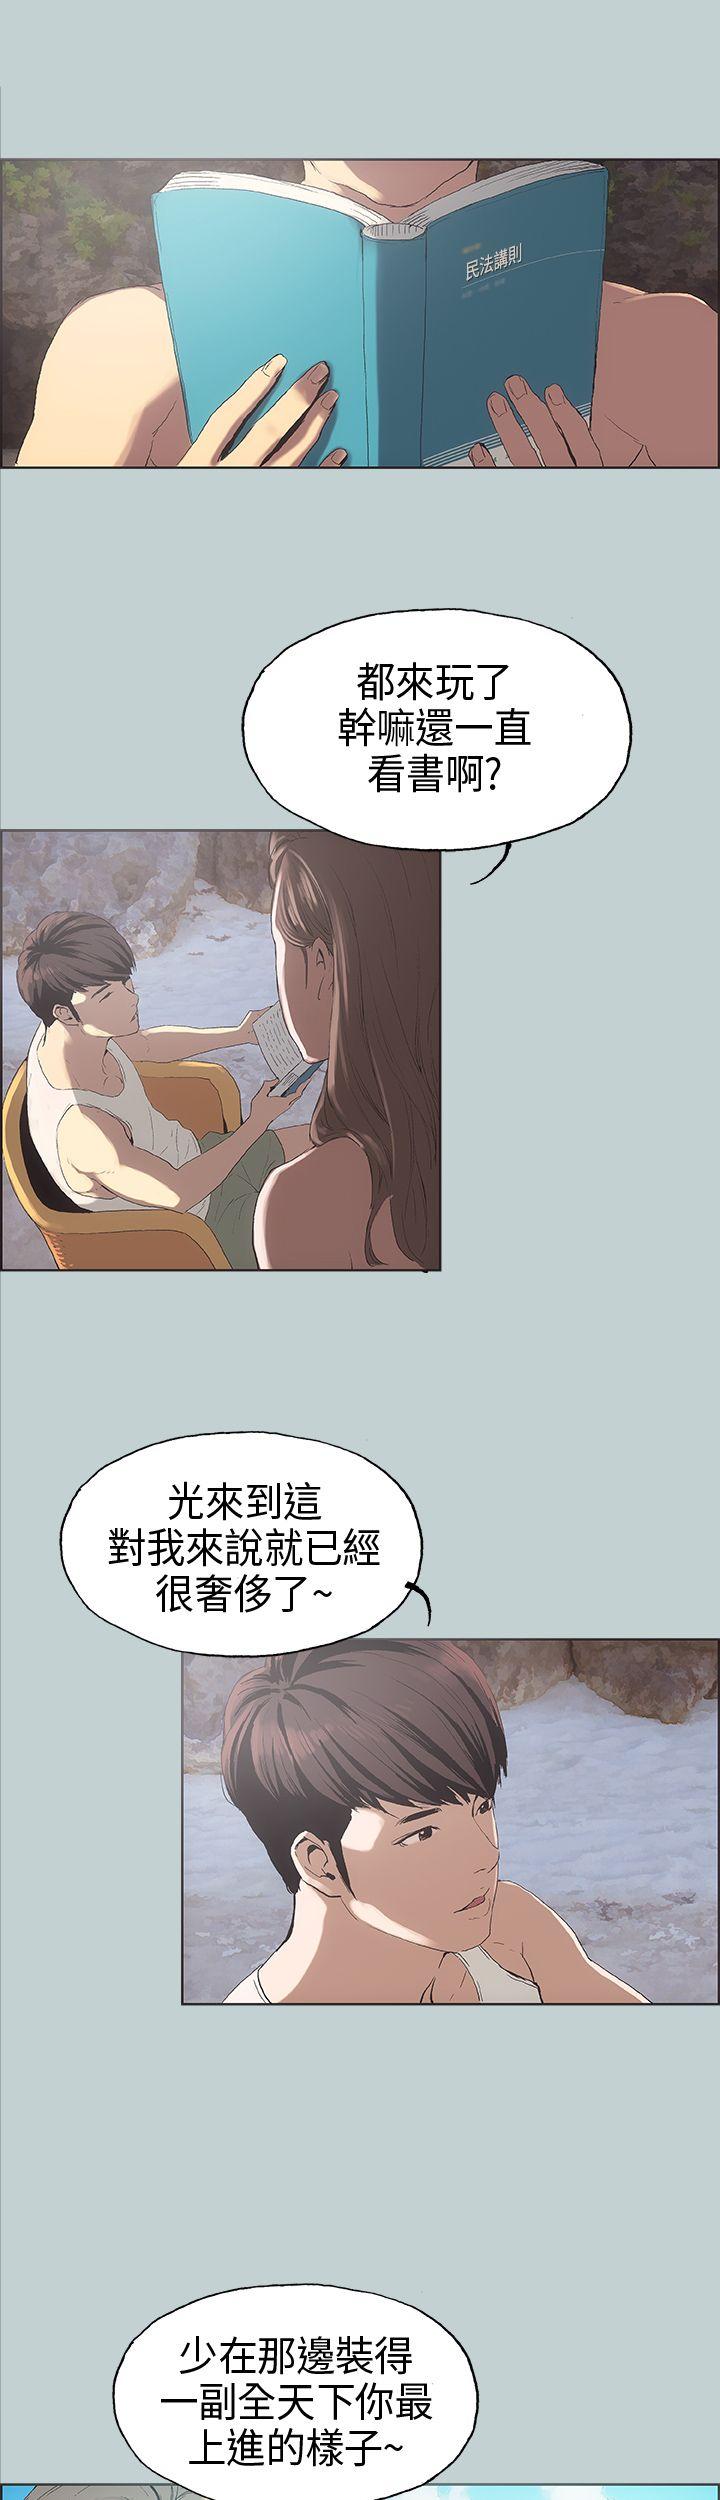 民法講則
都來玩了
幹嘛還一直
看書啊?
光來到這
對我來說就已經
很奢侈了~
少在那邊裝得
一副全天下你最
上進的樣子~